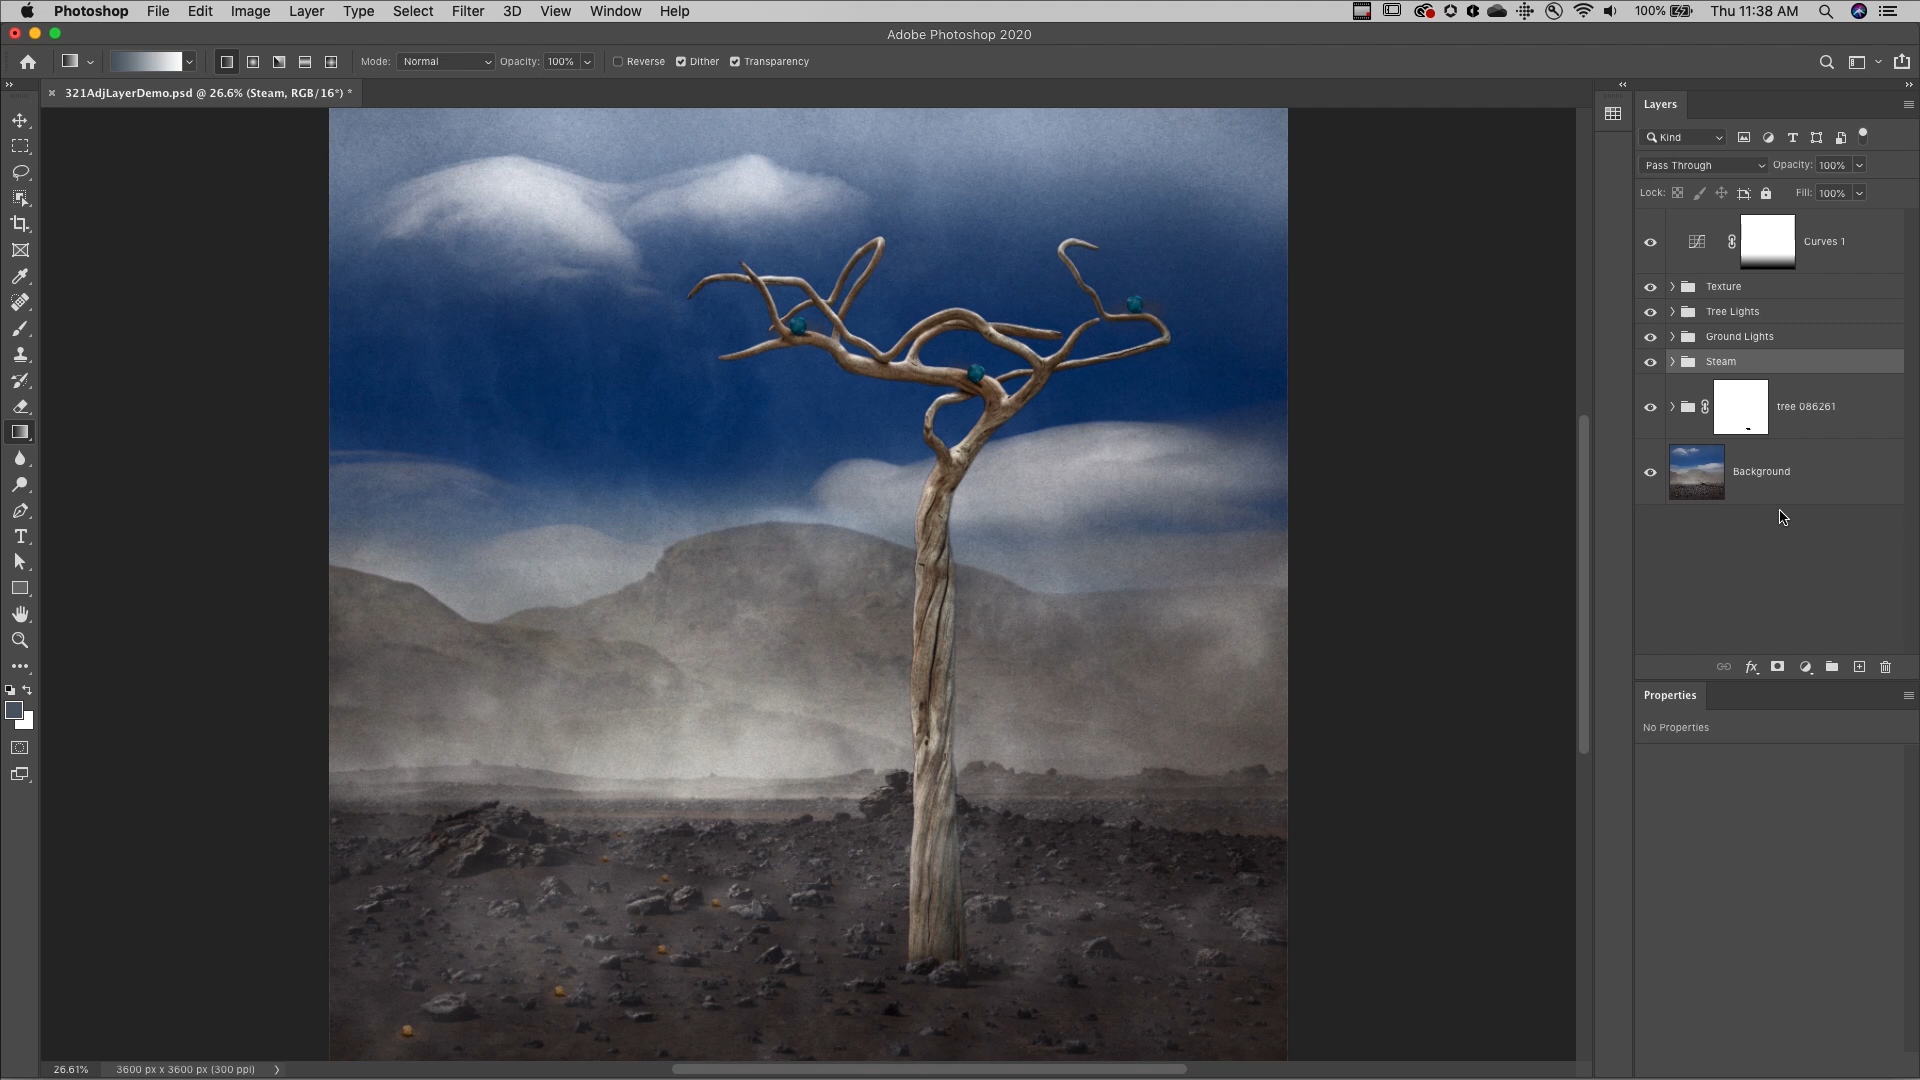 Photoshop File Edit Image Layer Type Select Filter 3D View Window Help 100% Thu 11:38 AM
Adobe Photoshop 2020
Mode: Normal Opacity: 100% Reverse Dither Transparency
321AdjLayerDemo.psd @ 26.6% (Steam, RGB/16*) *
Layers
Kind
Pass Through Opacity: 100%
Lock: Fill: 100%
Curves 1
Texture
Tree Lights
Ground Lights
Steam
tree 086261
Background
fx
Properties
No Properties
26.61% 3600 px x 3600 px (300 ppi)